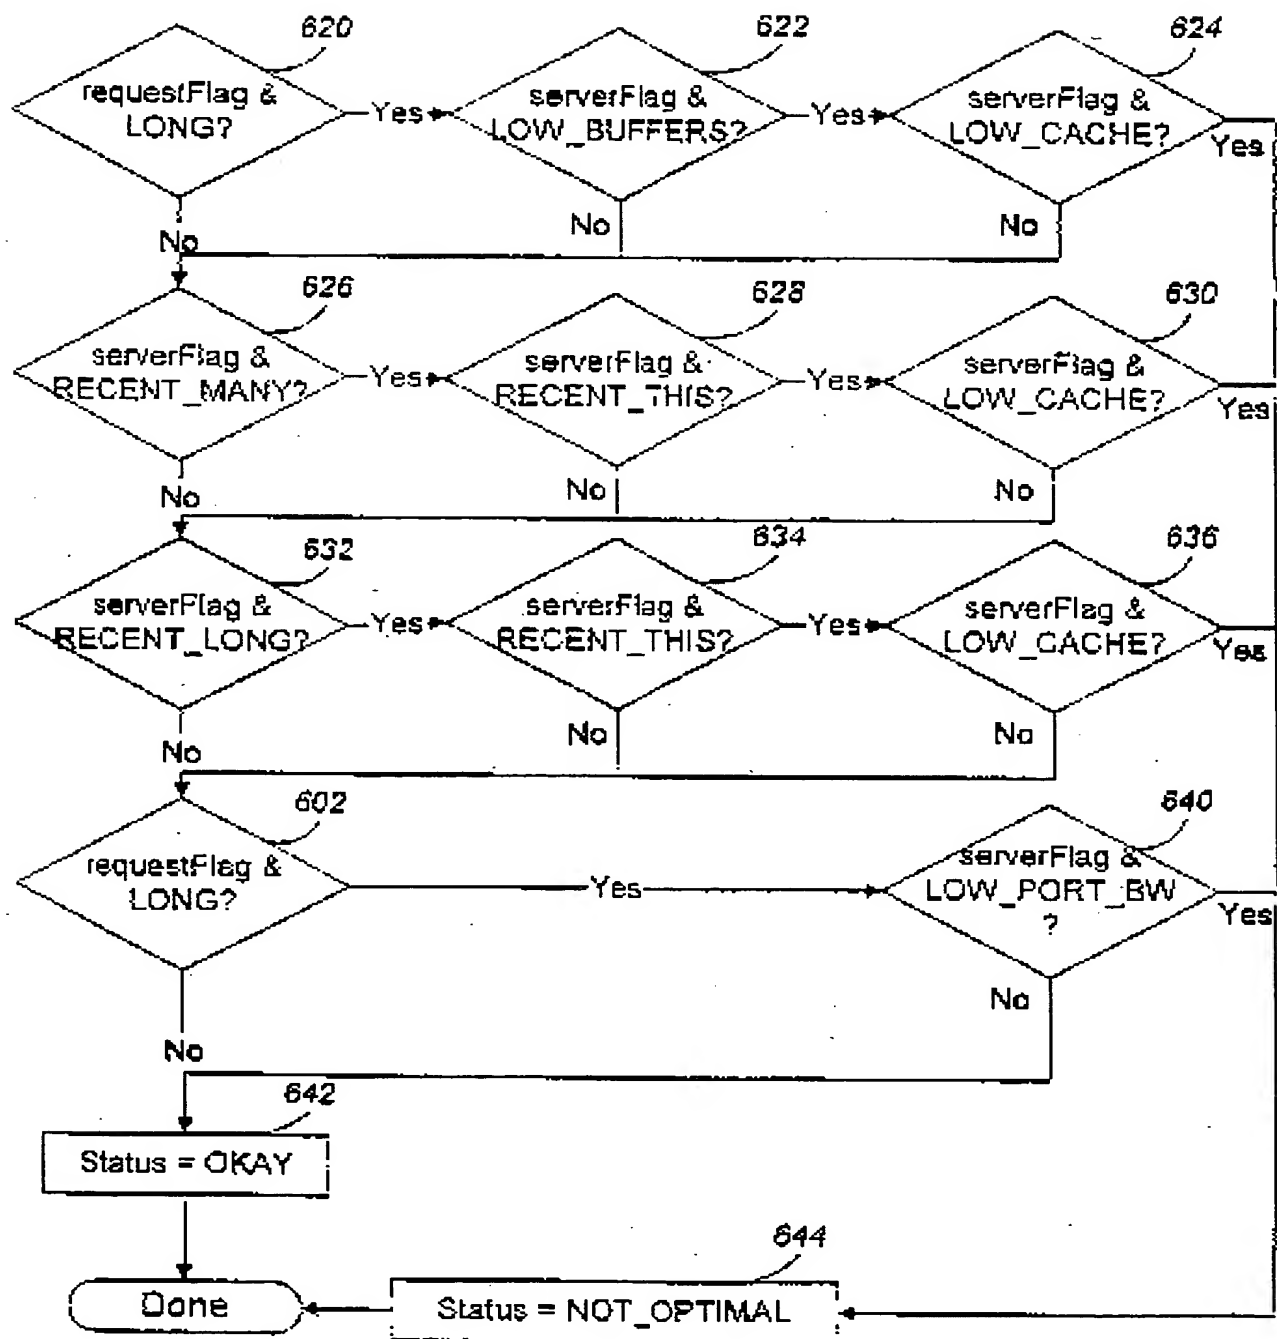 620
622
624
requestFlag &
LONG?
Yes
serverFlag &
LOW_BUFFERS?
Yes
serverFlag &
LOW_CACHE?
Yes
No
No
No
626
628
630
serverFlag &
RECENT_MANY?
Yes
serverFlag &
RECENT_THIS?
Yes
serverFlag &
LOW_CACHE?
Yes
No
No
No
632
634
636
serverFlag &
RECENT_LONG?
Yes
serverFlag &
RECENT_THIS?
Yes
serverFlag &
LOW_CACHE?
Yes
No
No
No
602
640
requestFlag &
LONG?
Yes
serverFlag &
LOW_PORT_BW
?
Yes
No
No
642
Status = OKAY
644
Done
Status = NOT_OPTIMAL